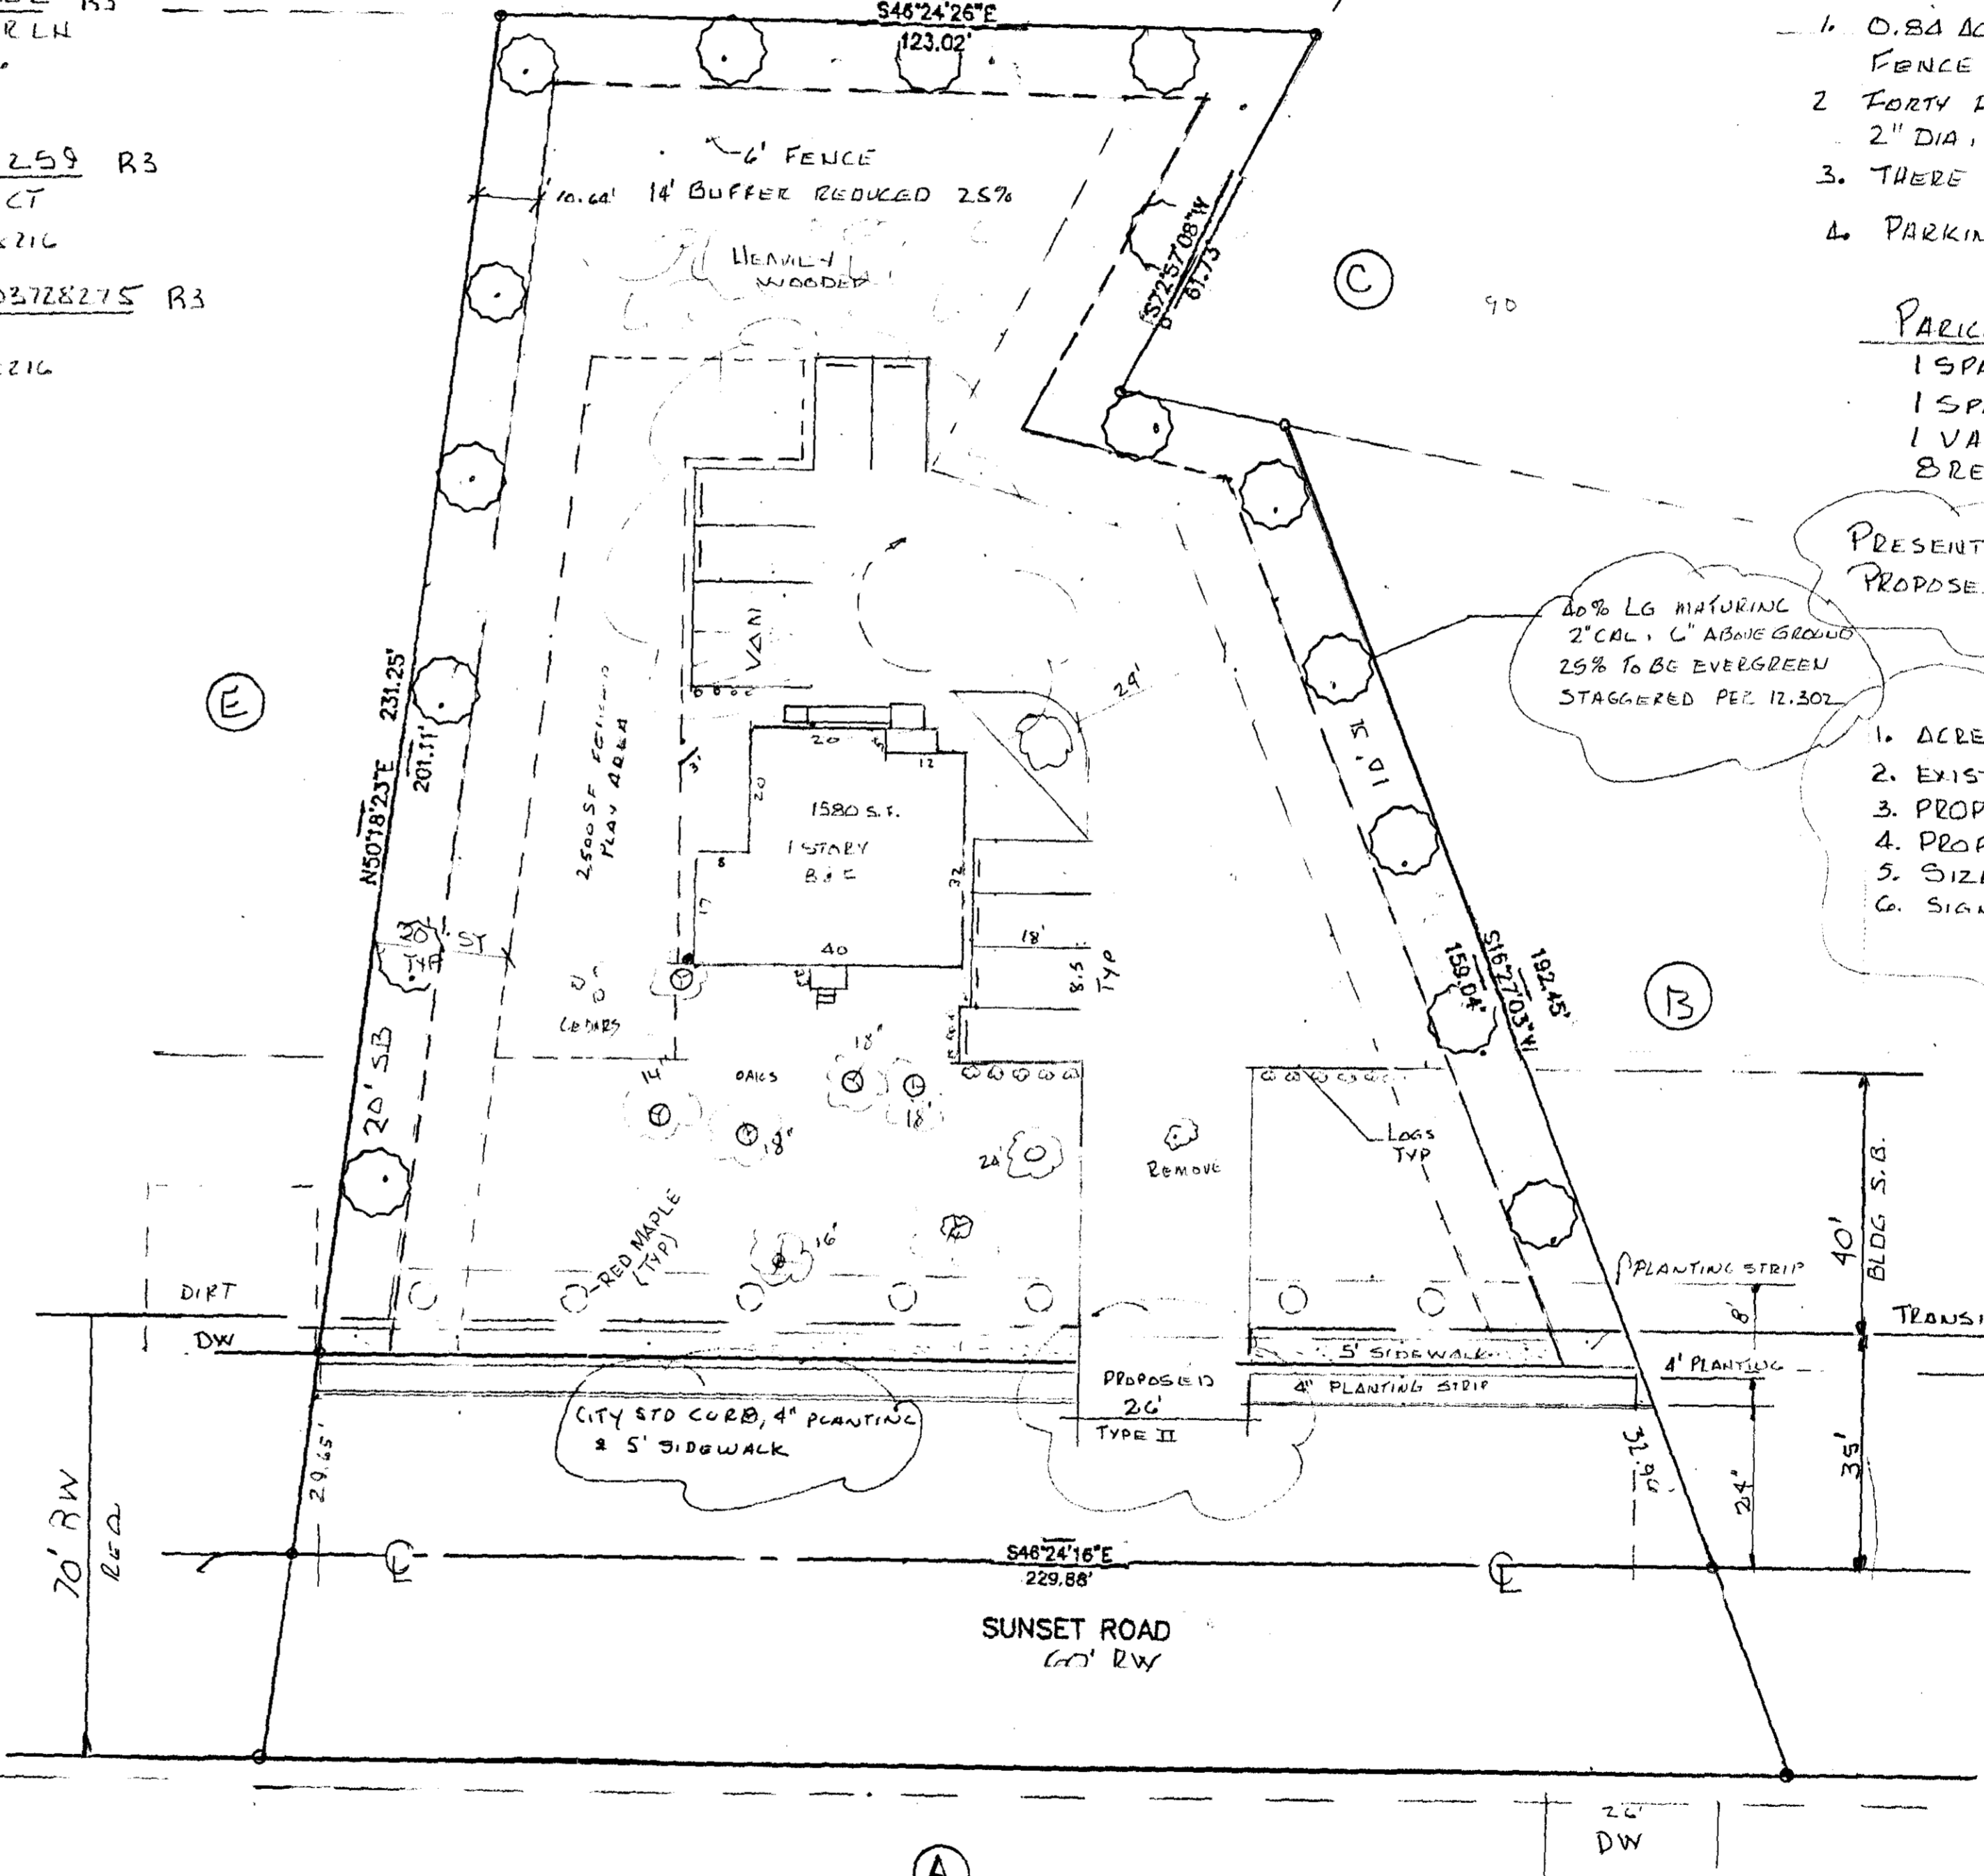 R3
R LN
259 R3
CT
216
03728275 R3
216
S46°24'26"E
123.02'
6' FENCE
10.64' 14' BUFFER REDUCED 25%
HEAVILY
WOODED
S72°57'08"W
61.73'
C
90
1. 0.84 AC
FENCE
2 FORTY
2" DIA,
3. THERE
4. PARKIN
PARK
1 SPA
1 SPA
1 VA
8 RE
PRESENT
PROPOSE
40% LG MATURING
2" CAL, 6" ABOVE GROUND
25% TO BE EVERGREEN
STAGGERED PER 12.302
1. ACRE
2. EXIST
3. PROP
4. PROP
5. SIZE
6. SIGN
E
N50°18'23"E 231.25'
201.11'
2500 SF FENCED
PLAY AREA
VAN
29'
3'
20
5
12
20
1580 S.F.
1 STORY
8
17
32
40
18'
8.5
TYP
10'
S16°27'03"W 192.45'
159.04'
B
SY
20' S.B
CEDARS
14"
OAKS
18"
18"
18"
24"
REMOVE
LOGS
TYP
RED MAPLE
(TYP)
16"
PLANTING STRIP
8'
40'
BLDG S.B.
DIRT
DW
TRANSI
5' SIDEWALK
4' PLANTING
4" PLANTING STRIP
PROPOSED
26'
TYPE II
CITY STD CURB, 4" PLANTING
& 5' SIDEWALK
29.65'
32.96'
24'
35'
70' RW
REQ
CL
S46°24'16"E
229.88'
CL
SUNSET ROAD
60' RW
26'
DW
A